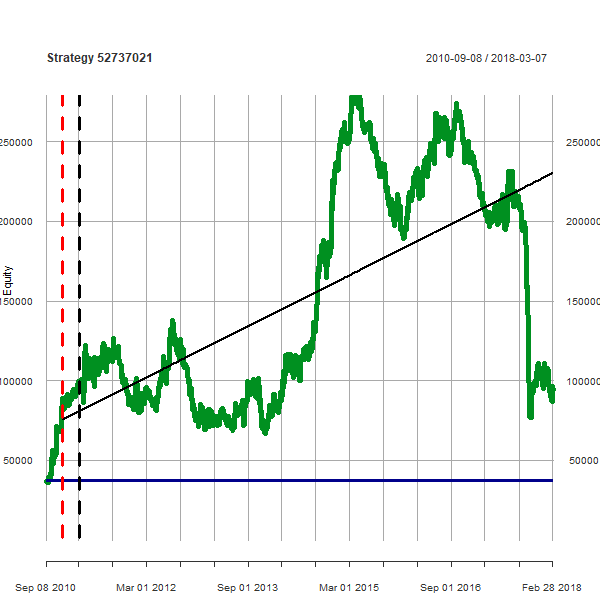 Strategy 52737021
2010-09-08 / 2018-03-07
250000
250000
200000
200000
Equity
150000
150000
100000
100000
50000
50000
Sep 08 2010
Mar 01 2012
Sep 01 2013
Mar 01 2015
Sep 01 2016
Feb 28 2018